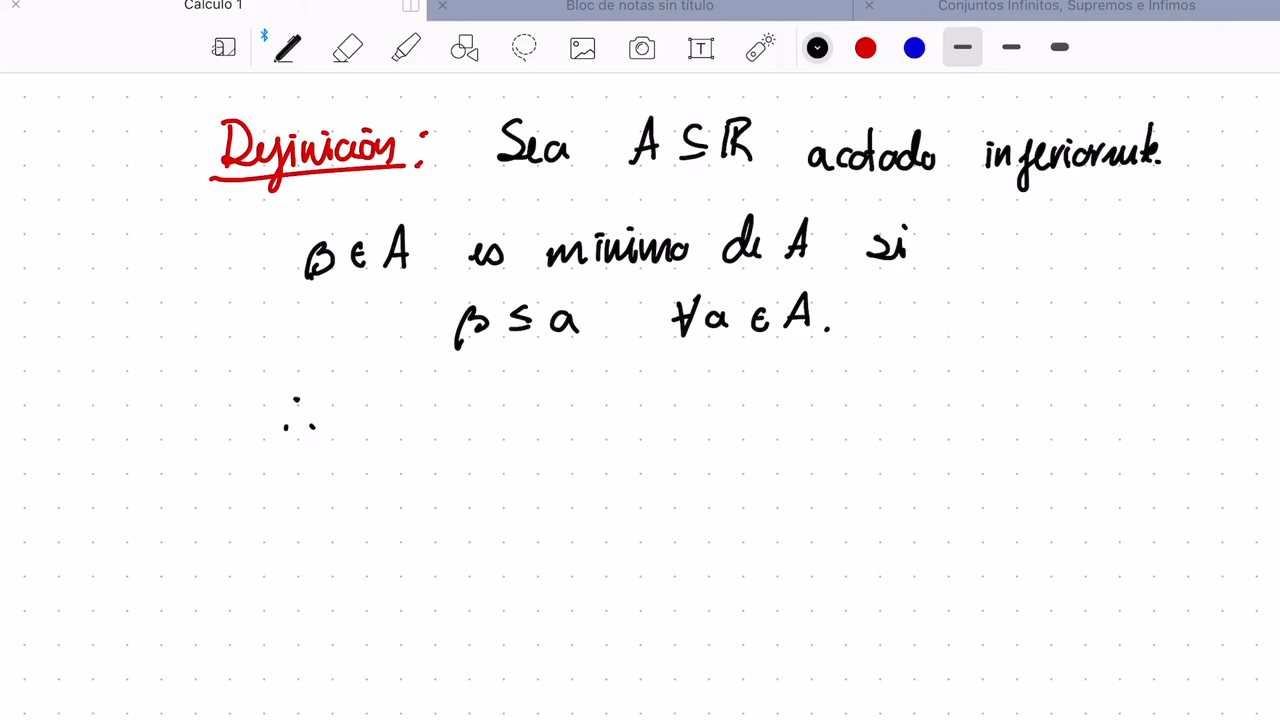 Calculo 1
Bloc de notas sin título
Conjuntos Infinitos, Supremos e Infimos
Definición: Sea A ⊆ ℝ acotado inferiormente.
β ∈ A es mínimo de A si
β ≤ a ∀a ∈ A.
∴